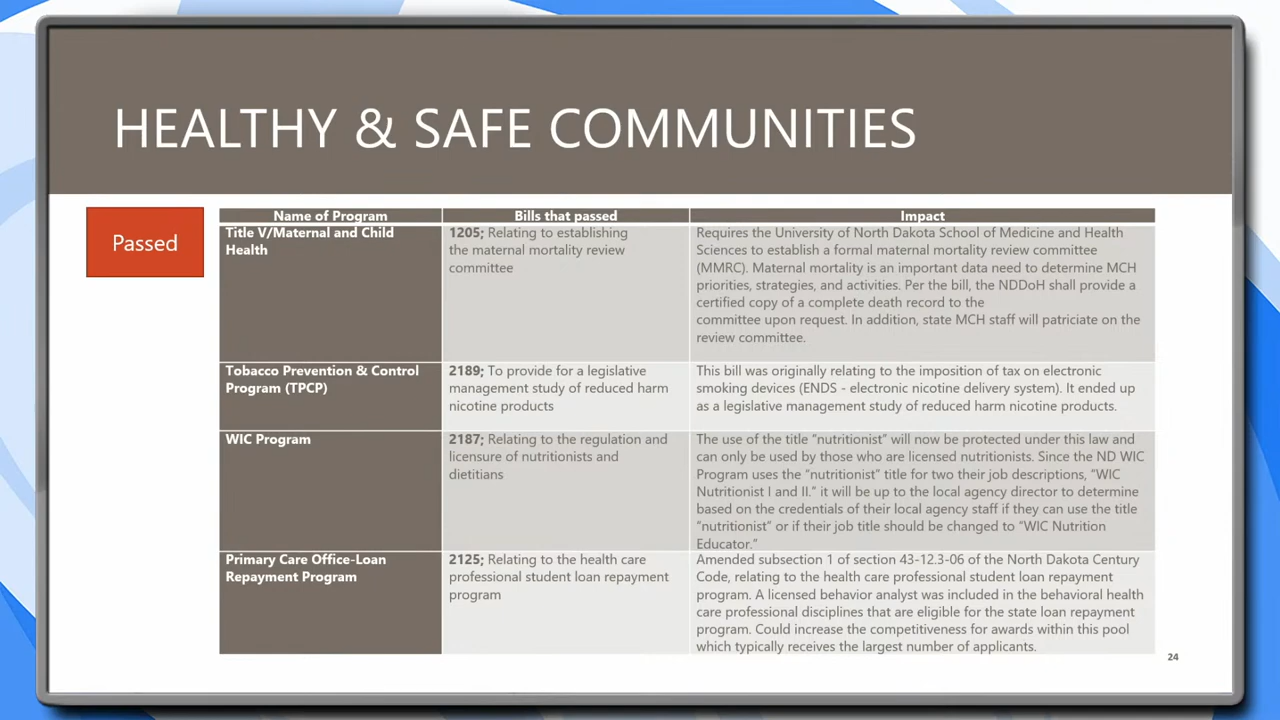 HEALTHY & SAFE COMMUNITIES
Passed
Name of Program
Bills that passed
Impact
Title V/Maternal and Child
Health
1205; Relating to establishing
the maternal mortality review
committee
Requires the University of North Dakota School of Medicine and Health
Sciences to establish a formal maternal mortality review committee
(MMRC). Maternal mortality is an important data need to determine MCH
priorities, strategies, and activities. Per the bill, the NDDoH shall provide a
certified copy of a complete death record to the
committee upon request. In addition, state MCH staff will patriciate on the
review committee.
Tobacco Prevention & Control
Program (TPCP)
2189; To provide for a legislative
management study of reduced harm
nicotine products
This bill was originally relating to the imposition of tax on electronic
smoking devices (ENDS - electronic nicotine delivery system). It ended up
as a legislative management study of reduced harm nicotine products.
WIC Program
2187; Relating to the regulation and
licensure of nutritionists and
dietitians
The use of the title "nutritionist" will now be protected under this law and
can only be used by those who are licensed nutritionists. Since the ND WIC
Program uses the "nutritionist" title for two their job descriptions, "WIC
Nutritionist I and II." it will be up to the local agency director to determine
based on the credentials of their local agency staff if they can use the title
"nutritionist" or if their job title should be changed to "WIC Nutrition
Educator."
Primary Care Office-Loan
Repayment Program
2125; Relating to the health care
professional student loan repayment
program
Amended subsection 1 of section 43-12.3-06 of the North Dakota Century
Code, relating to the health care professional student loan repayment
program. A licensed behavior analyst was included in the behavioral health
care professional disciplines that are eligible for the state loan repayment
program. Could increase the competitiveness for awards within this pool
which typically receives the largest number of applicants.
24